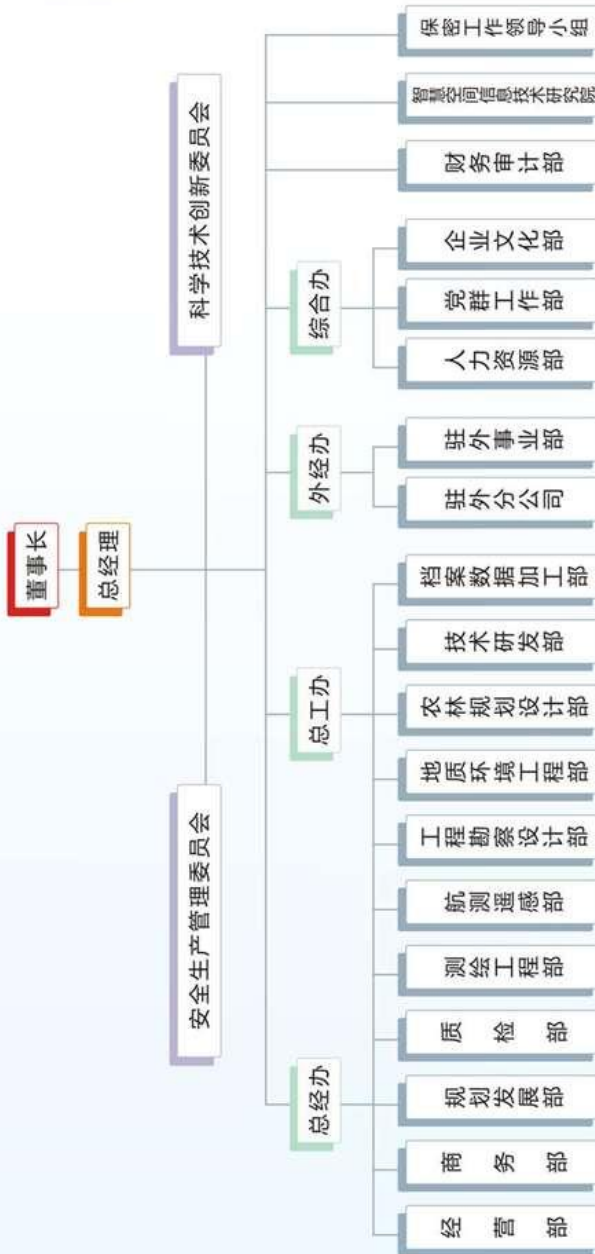 董事长
总经理
安全生产管理委员会
科学技术创新委员会
总经办
总工办
外经办
综合办
经营部
商务部
规划发展部
质检部
测绘工程部
航测遥感部
工程勘察设计部
地质环境工程部
农林规划设计部
技术研发部
档案数据加工部
驻外分公司
驻外事业部
人力资源部
党群工作部
企业文化部
财务审计部
智慧空间信息技术研究院
保密工作领导小组